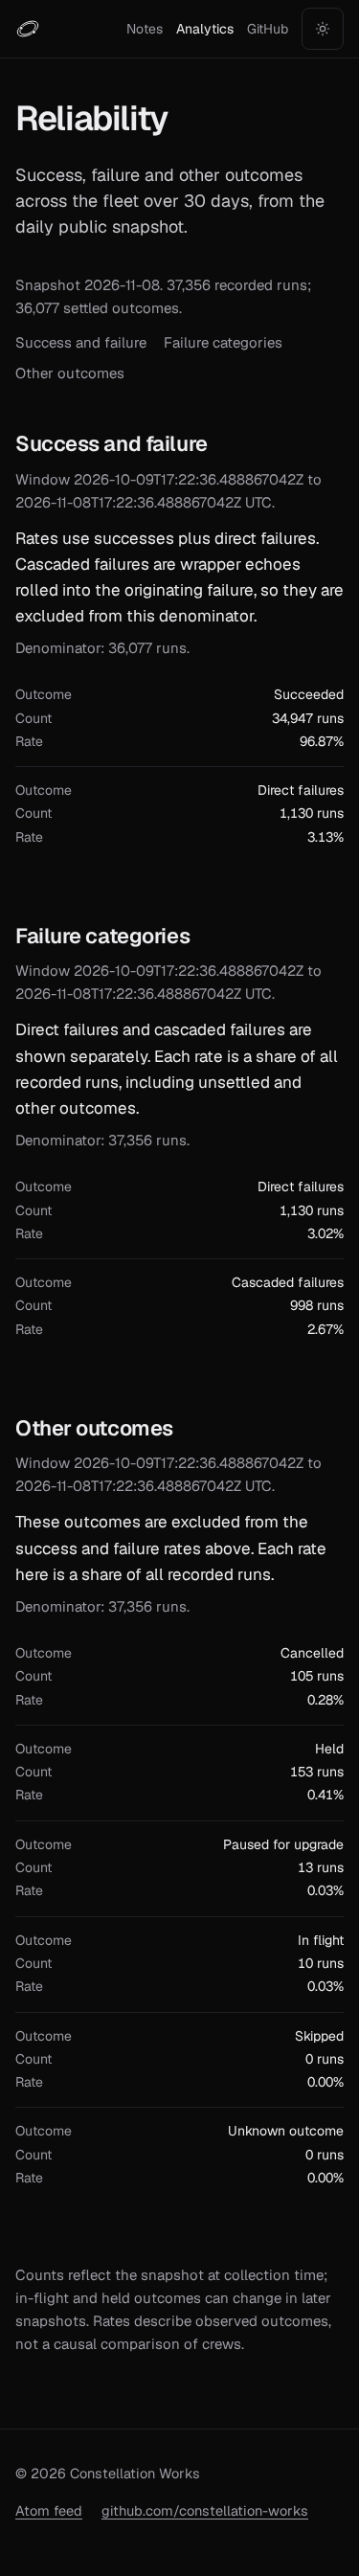 Notes Analytics GitHub
Reliability
Success, failure and other outcomes
across the fleet over 30 days, from the
daily public snapshot.
Snapshot 2026-11-08. 37,356 recorded runs;
36,077 settled outcomes.
Success and failure Failure categories
Other outcomes
Success and failure
Window 2026-10-09T17:22:36.488867042Z to
2026-11-08T17:22:36.488867042Z UTC.
Rates use successes plus direct failures.
Cascaded failures are wrapper echoes
rolled into the originating failure, so they are
excluded from this denominator.
Denominator: 36,077 runs.
Outcome Succeeded
Count 34,947 runs
Rate 96.87%
Outcome Direct failures
Count 1,130 runs
Rate 3.13%
Failure categories
Window 2026-10-09T17:22:36.488867042Z to
2026-11-08T17:22:36.488867042Z UTC.
Direct failures and cascaded failures are
shown separately. Each rate is a share of all
recorded runs, including unsettled and
other outcomes.
Denominator: 37,356 runs.
Outcome Direct failures
Count 1,130 runs
Rate 3.02%
Outcome Cascaded failures
Count 998 runs
Rate 2.67%
Other outcomes
Window 2026-10-09T17:22:36.488867042Z to
2026-11-08T17:22:36.488867042Z UTC.
These outcomes are excluded from the
success and failure rates above. Each rate
here is a share of all recorded runs.
Denominator: 37,356 runs.
Outcome Cancelled
Count 105 runs
Rate 0.28%
Outcome Held
Count 153 runs
Rate 0.41%
Outcome Paused for upgrade
Count 13 runs
Rate 0.03%
Outcome In flight
Count 10 runs
Rate 0.03%
Outcome Skipped
Count 0 runs
Rate 0.00%
Outcome Unknown outcome
Count 0 runs
Rate 0.00%
Counts reflect the snapshot at collection time;
in-flight and held outcomes can change in later
snapshots. Rates describe observed outcomes,
not a causal comparison of crews.
© 2026 Constellation Works
Atom feed github.com/constellation-works